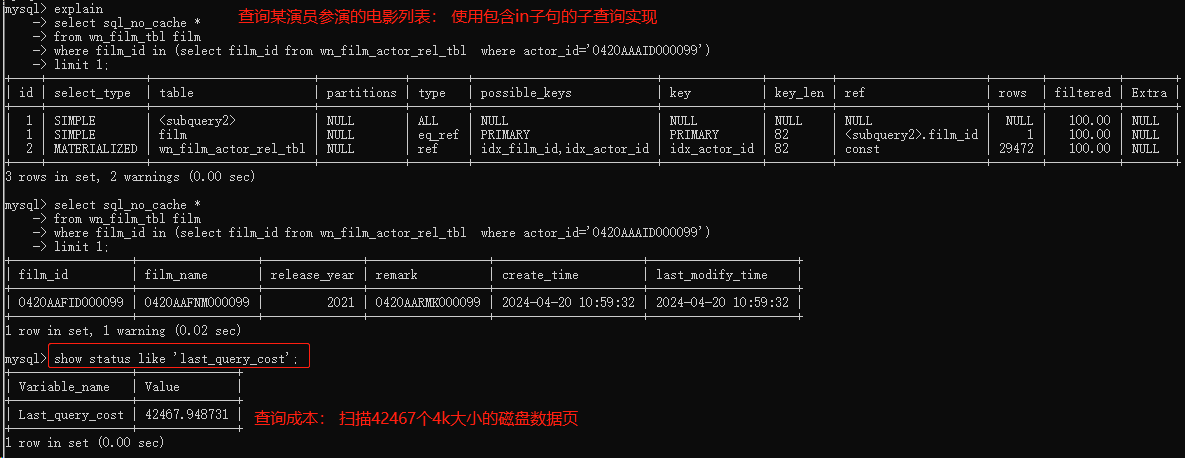 mysql> explain
查询某演员参演的电影列表： 使用包含in子句的子查询实现
-> select sql_no_cache *
-> from wn_film_tbl film
-> where film_id in (select film_id from wn_film_actor_rel_tbl  where actor_id='0420AAAID000099')
-> limit 1;
| id | select_type | table | partitions | type | possible_keys | key | key_len | ref | rows | filtered | Extra |
| 1 | SIMPLE | <subquery2> | NULL | ALL | NULL | NULL | NULL | NULL | NULL | 100.00 | NULL |
| 1 | SIMPLE | film | NULL | eq_ref | PRIMARY | PRIMARY | 82 | <subquery2>.film_id | 1 | 100.00 | NULL |
| 2 | MATERIALIZED | wn_film_actor_rel_tbl | NULL | ref | idx_film_id,idx_actor_id | idx_actor_id | 82 | const | 29472 | 100.00 | NULL |
3 rows in set, 2 warnings (0.00 sec)
mysql> select sql_no_cache *
-> from wn_film_tbl film
-> where film_id in (select film_id from wn_film_actor_rel_tbl  where actor_id='0420AAAID000099')
-> limit 1;
| film_id | film_name | release_year | remark | create_time | last_modify_time |
| 0420AAFID000099 | 0420AAFNM000099 | 2021 | 0420AARMK000099 | 2024-04-20 10:59:32 | 2024-04-20 10:59:32 |
1 row in set, 1 warning (0.02 sec)
mysql> show status like 'last_query_cost';
| Variable_name | Value |
| Last_query_cost | 42467.948731 |
查询成本： 扫描42467个4k大小的磁盘数据页
1 row in set (0.00 sec)